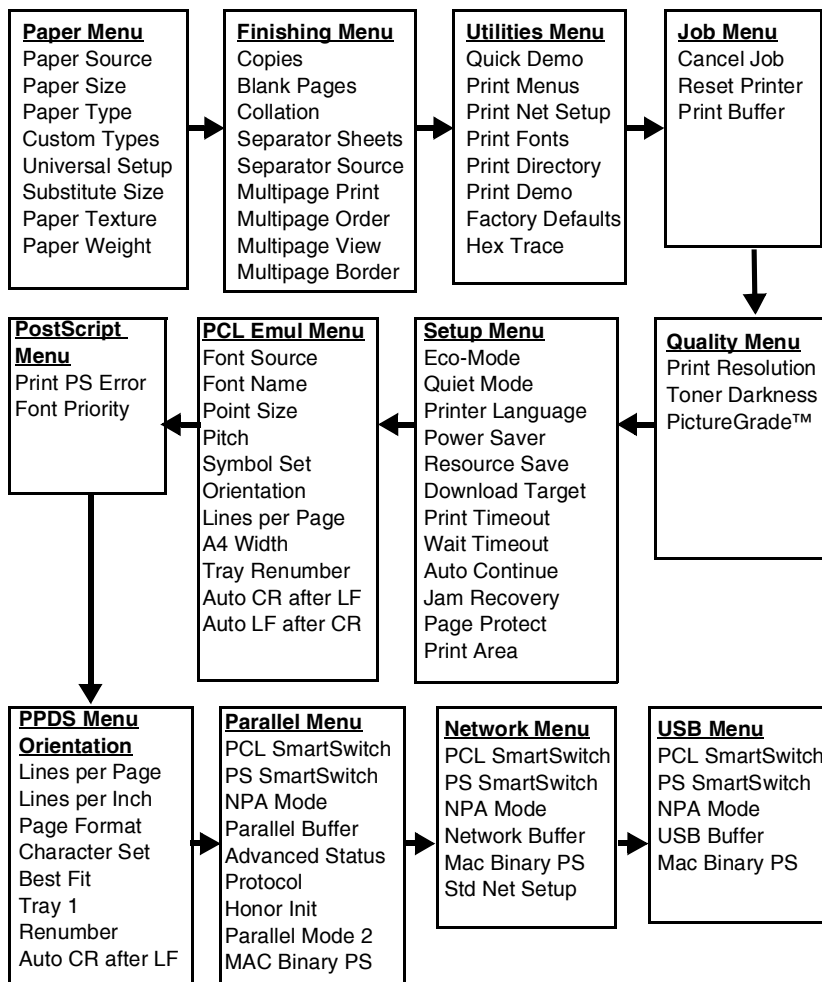 Paper Menu
Paper Source
Paper Size
Paper Type
Custom Types
Universal Setup
Substitute Size
Paper Texture
Paper Weight
Finishing Menu
Copies
Blank Pages
Collation
Separator Sheets
Separator Source
Multipage Print
Multipage Order
Multipage View
Multipage Border
Utilities Menu
Quick Demo
Print Menus
Print Net Setup
Print Fonts
Print Directory
Print Demo
Factory Defaults
Hex Trace
Job Menu
Cancel Job
Reset Printer
Print Buffer
Quality Menu
Print Resolution
Toner Darkness
PictureGrade™
Setup Menu
Eco-Mode
Quiet Mode
Printer Language
Power Saver
Resource Save
Download Target
Print Timeout
Wait Timeout
Auto Continue
Jam Recovery
Page Protect
Print Area
PCL Emul Menu
Font Source
Font Name
Point Size
Pitch
Symbol Set
Orientation
Lines per Page
A4 Width
Tray Renumber
Auto CR after LF
Auto LF after CR
PostScript
Menu
Print PS Error
Font Priority
PPDS Menu
Orientation
Lines per Page
Lines per Inch
Page Format
Character Set
Best Fit
Tray 1
Renumber
Auto CR after LF
Parallel Menu
PCL SmartSwitch
PS SmartSwitch
NPA Mode
Parallel Buffer
Advanced Status
Protocol
Honor Init
Parallel Mode 2
MAC Binary PS
Network Menu
PCL SmartSwitch
PS SmartSwitch
NPA Mode
Network Buffer
Mac Binary PS
Std Net Setup
USB Menu
PCL SmartSwitch
PS SmartSwitch
NPA Mode
USB Buffer
Mac Binary PS